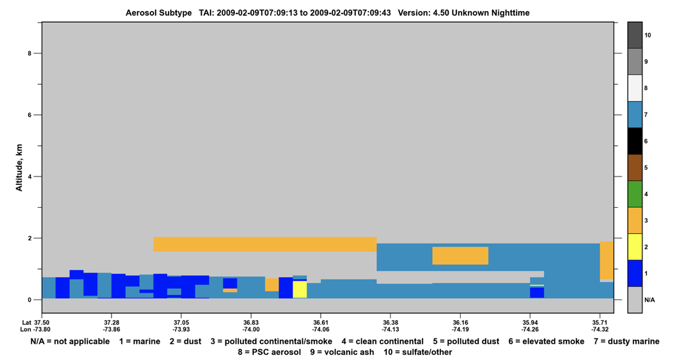 Aerosol Subtype TAI: 2009-02-09T07:09:13 to 2009-02-09T07:09:43 Version: 4.50 Unknown Nighttime
Altitude, km
8
6
4
2
0
10
9
8
7
6
5
4
3
2
1
N/A
Lat 37.50 37.28 37.05 36.83 36.61 36.38 36.16 35.94 35.71
Lon -73.80 -73.86 -73.93 -74.00 -74.06 -74.13 -74.19 -74.26 -74.32
N/A = not applicable 1 = marine 2 = dust 3 = polluted continental/smoke 4 = clean continental 5 = polluted dust 6 = elevated smoke 7 = dusty marine
8 = PSC aerosol 9 = volcanic ash 10 = sulfate/other